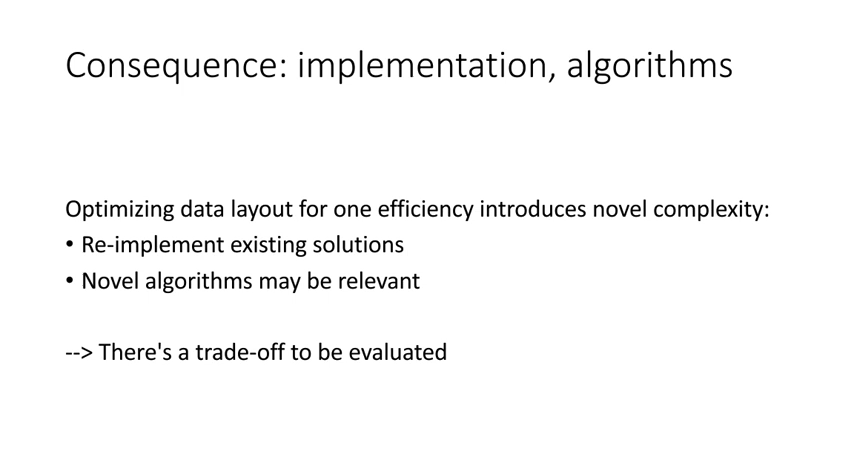 Consequence: implementation, algorithms
Optimizing data layout for one efficiency introduces novel complexity:
• Re-implement existing solutions
• Novel algorithms may be relevant
--> There's a trade-off to be evaluated